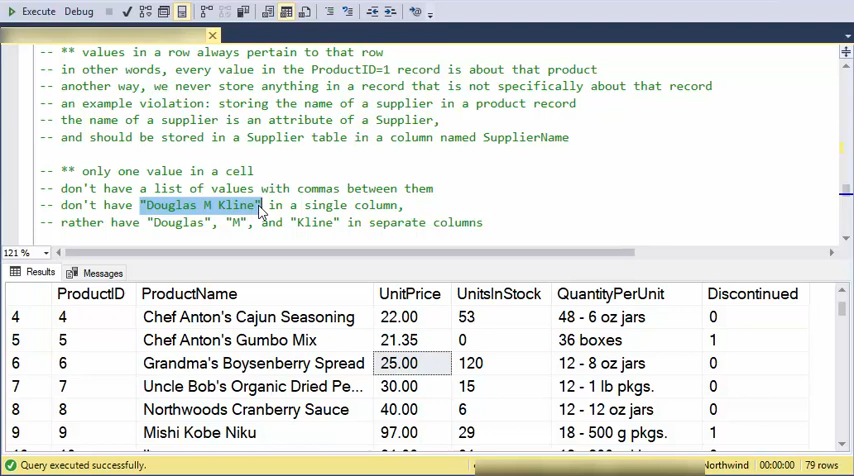 Execute Debug
-- ** values in a row always pertain to that row
-- in other words, every value in the ProductID=1 record is about that product
-- another way, we never store anything in a record that is not specifically about that record
-- an example violation: storing the name of a supplier in a product record
-- the name of a supplier is an attribute of a Supplier,
-- and should be stored in a Supplier table in a column named SupplierName
-- ** only one value in a cell
-- don't have a list of values with commas between them
-- don't have "Douglas M Kline" in a single column,
-- rather have "Douglas", "M", and "Kline" in separate columns
121 %
Results Messages
ProductID ProductName UnitPrice UnitsInStock QuantityPerUnit Discontinued
4 4 Chef Anton's Cajun Seasoning 22.00 53 48 - 6 oz jars 0
5 5 Chef Anton's Gumbo Mix 21.35 0 36 boxes 1
6 6 Grandma's Boysenberry Spread 25.00 120 12 - 8 oz jars 0
7 7 Uncle Bob's Organic Dried Pe... 30.00 15 12 - 1 lb pkgs. 0
8 8 Northwoods Cranberry Sauce 40.00 6 12 - 12 oz jars 0
9 9 Mishi Kobe Niku 97.00 29 18 - 500 g pkgs. 1
Query executed successfully. Northwind 00:00:00 79 rows